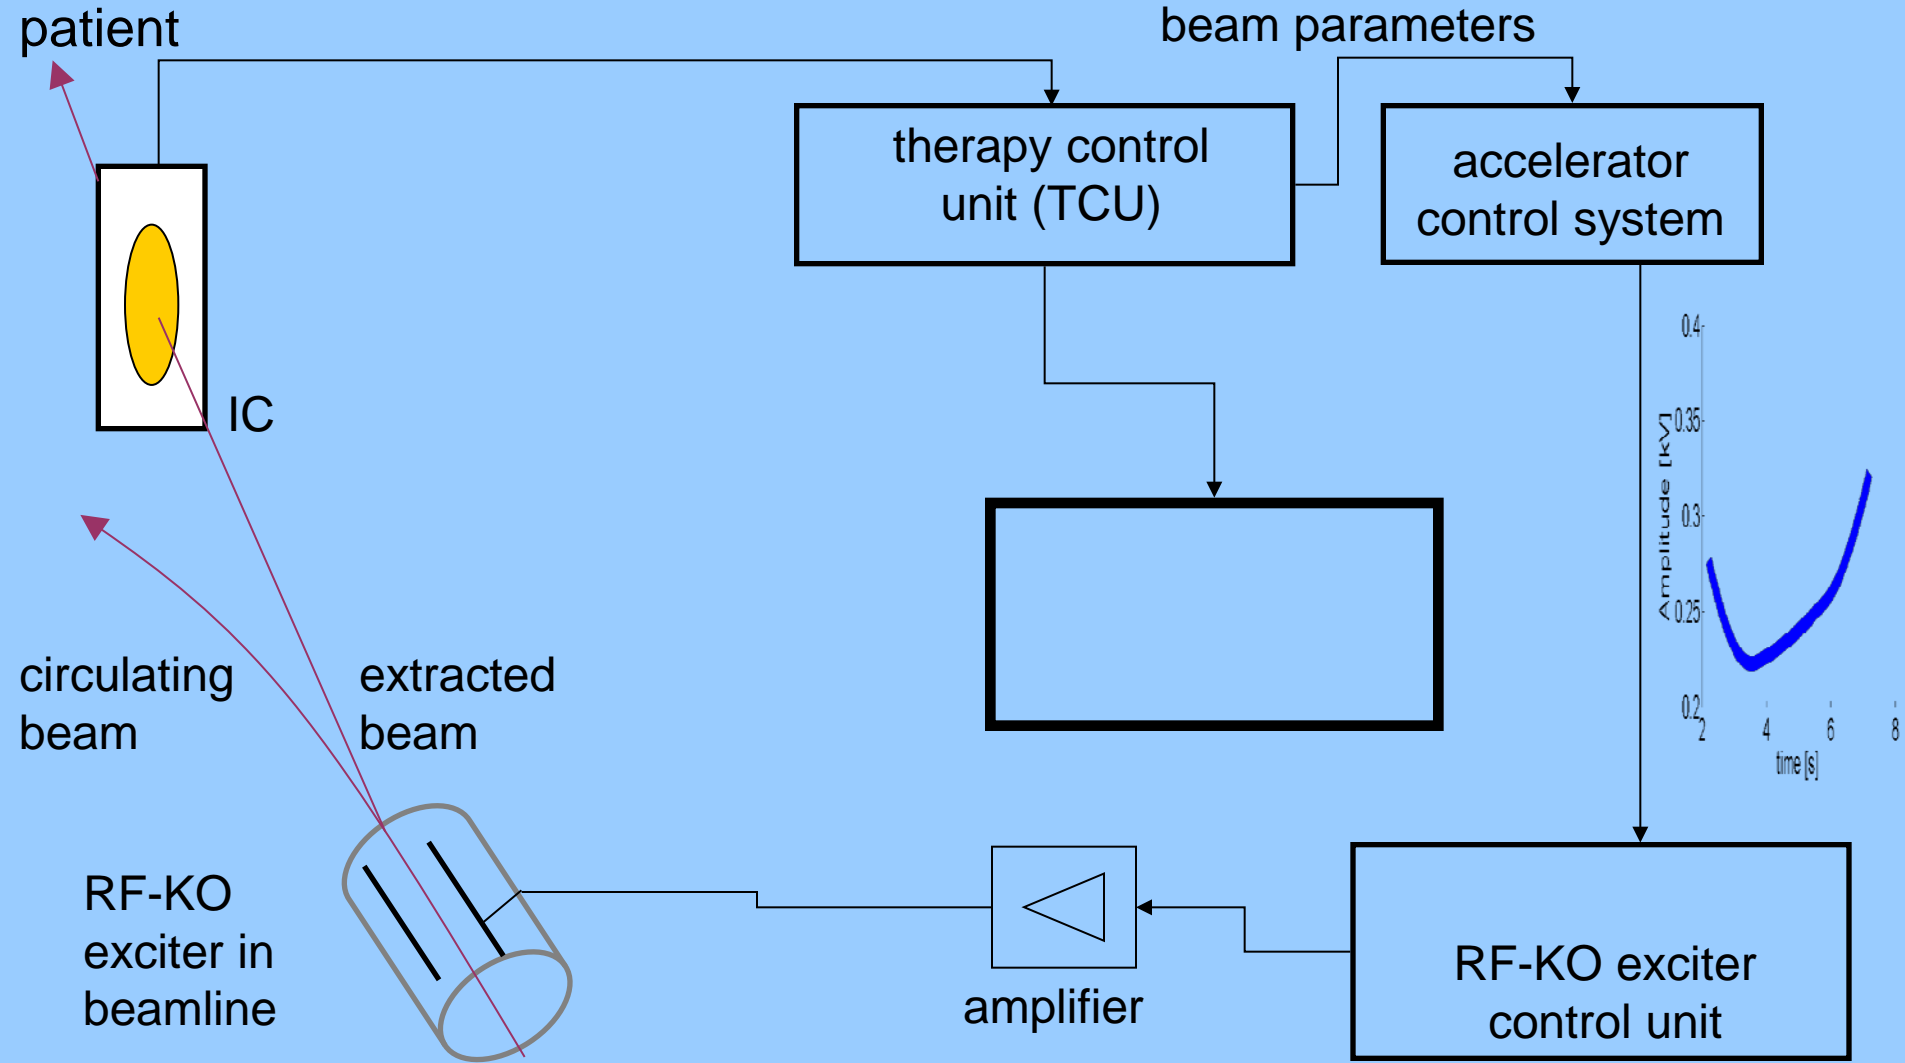 patient
beam parameters
therapy control
unit (TCU)
accelerator
control system
IC
circulating
beam
extracted
beam
RF-KO
exciter in
beamline
amplifier
RF-KO exciter
control unit
Amplitude [kV]
0.4
0.35
0.3
0.25
0.2
2 4 6 8
time [s]